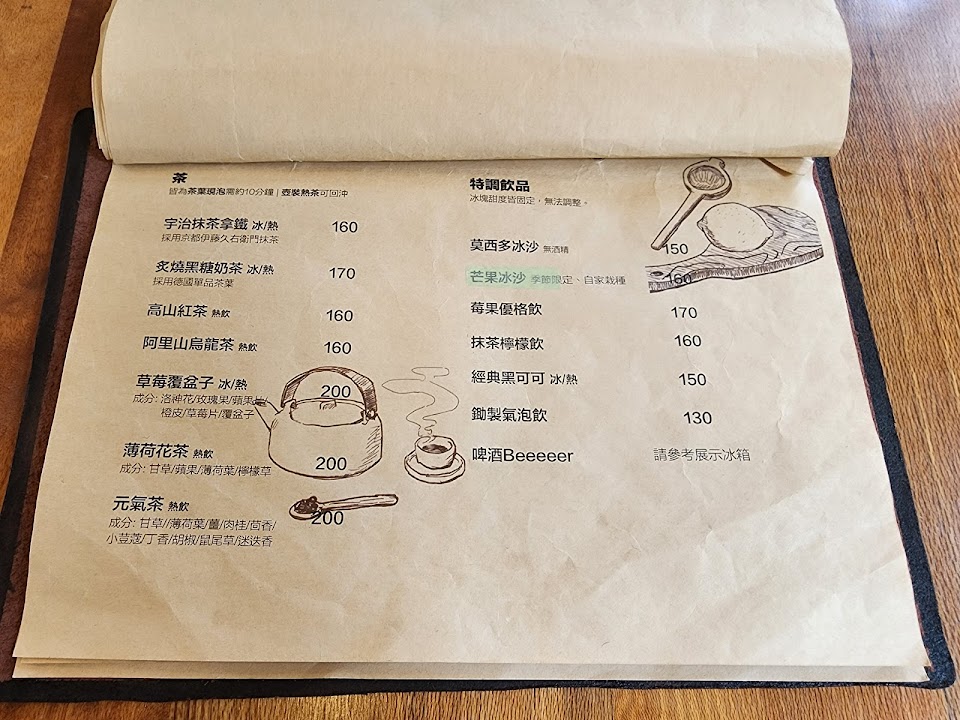 茶
皆為茶葉現泡需約10分鐘 | 壺裝熱茶可回沖
宇治抹茶拿鐵 冰/熱 160
採用京都伊藤久右衛門抹茶
炙燒黑糖奶茶 冰/熱 170
採用德國單品茶葉
高山紅茶 熱飲 160
阿里山烏龍茶 熱飲 160
草莓覆盆子 冰/熱 200
成分: 洛神花/玫瑰果/蘋果片/
橙皮/草莓片/覆盆子
薄荷花茶 熱飲 200
成分: 甘草/蘋果/薄荷葉/檸檬草
元氣茶 熱飲 200
成分: 甘草//薄荷葉/薑/肉桂/茴香/
小荳蔻/丁香/胡椒/鼠尾草/迷迭香
特調飲品
冰塊甜度皆固定，無法調整。
莫西多冰沙 無酒精 150
芒果冰沙 季節限定、自家栽種 160
莓果優格飲 170
抹茶檸檬飲 160
經典黑可可 冰/熱 150
鋤製氣泡飲 130
啤酒Beeeeer 請參考展示冰箱